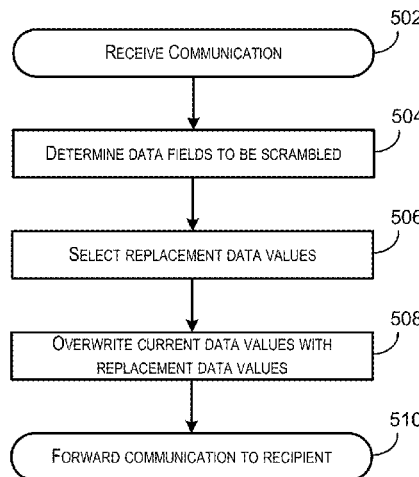 502
RECEIVE COMMUNICATION
504
DETERMINE DATA FIELDS TO BE SCRAMBLED
506
SELECT REPLACEMENT DATA VALUES
508
OVERWRITE CURRENT DATA VALUES WITH
REPLACEMENT DATA VALUES
510
FORWARD COMMUNICATION TO RECIPIENT